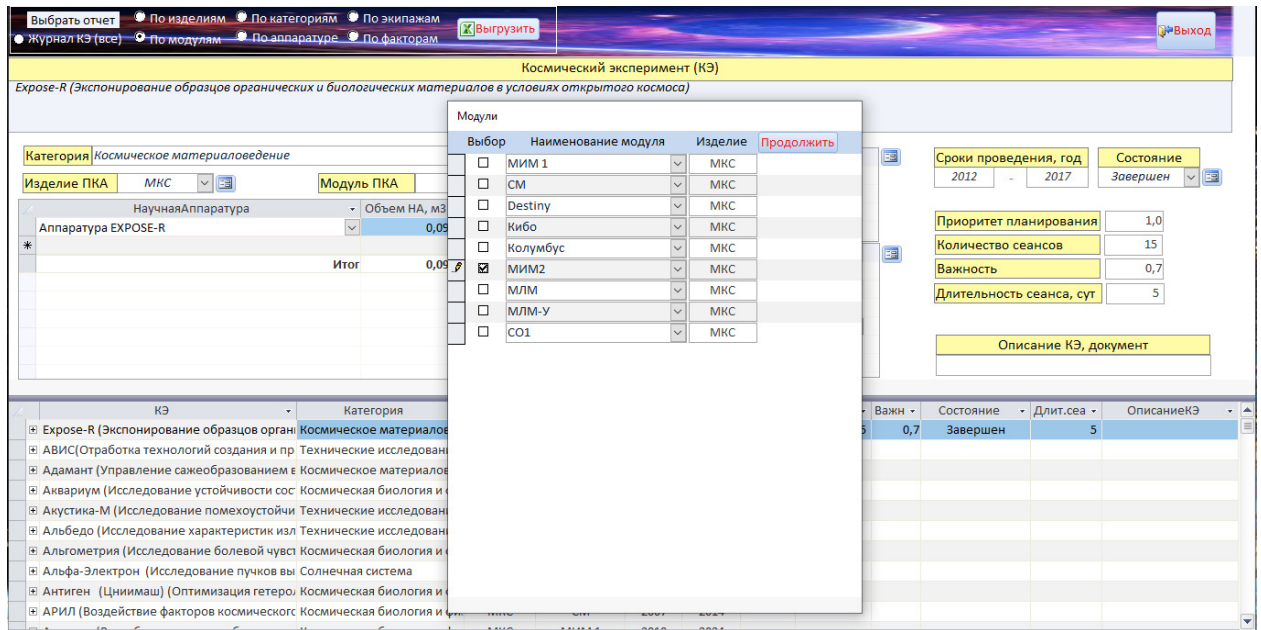 Выбрать отчет По изделиям По категориям По экипажам
Журнал КЭ (все) По модулям По аппаратуре По факторам
Выгрузить
Выход
Космический эксперимент (КЭ)
Expose-R (Экспонирование образцов органических и биологических материалов в условиях открытого космоса)
Категория Космическое материаловедение
Изделие ПКА МКС Модуль ПКА
НаучнаяАппаратура Объем НА, м3
Аппаратура EXPOSE-R 0,09
Итог 0,09
Модули
Выбор Наименование модуля Изделие Продолжить
МИМ 1 МКС
СМ МКС
Destiny МКС
Кибо МКС
Колумбус МКС
МИМ2 МКС
МЛМ МКС
МЛМ-У МКС
СО1 МКС
Сроки проведения, год Состояние
2012 - 2017 Завершен
Приоритет планирования 1,0
Количество сеансов 15
Важность 0,7
Длительность сеанса, сут 5
Описание КЭ, документ
КЭ Категория Важн Состояние Длит.сеа ОписаниеКЭ
Expose-R (Экспонирование образцов орган Космическое материалов 5 0,7 Завершен 5
АВИС(Отработка технологий создания и пр Технические исследован
Адамант (Управление сажеобразованием в Космическое материалов
Аквариум (Исследование устойчивости сос Космическая биология и
Акустика-М (Исследование помехоустойчи Технические исследован
Альбедо (Исследование характеристик изл Технические исследован
Альгометрия (Исследование болевой чувст Космическая биология и
Альфа-Электрон (Исследование пучков вы Солнечная система
Антиген (Цниимаш) (Оптимизация гетеро Космическая биология и
АРИЛ (Воздействие факторов космическог Космическая биология и